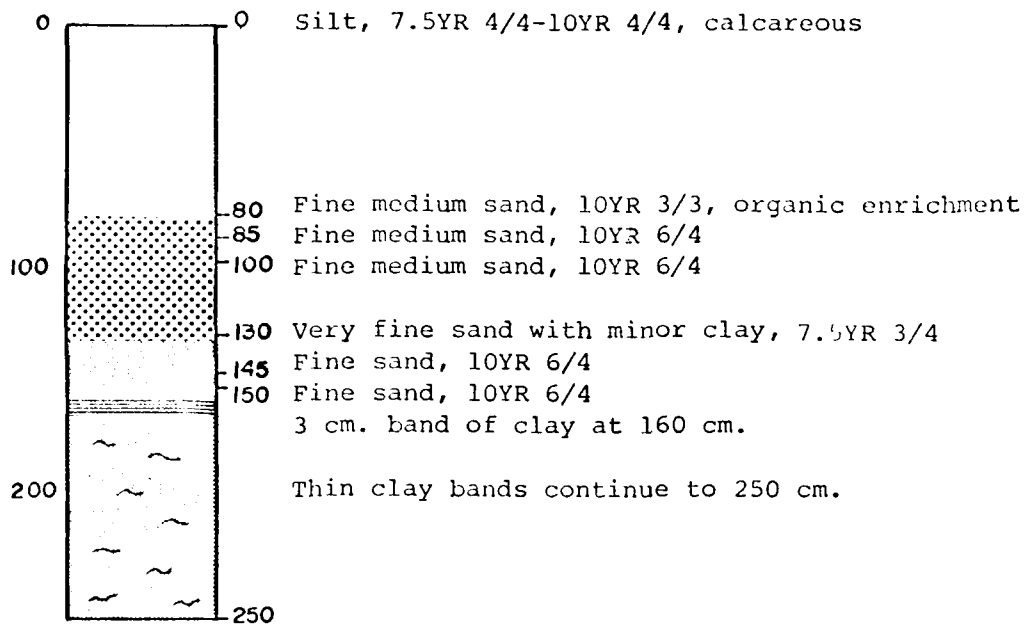 0 0 Silt, 7.5YR 4/4-10YR 4/4, calcareous
80 Fine medium sand, 10YR 3/3, organic enrichment
85 Fine medium sand, 10YR 6/4
100 100 Fine medium sand, 10YR 6/4
130 Very fine sand with minor clay, 7.5YR 3/4
145 Fine sand, 10YR 6/4
150 Fine sand, 10YR 6/4
3 cm. band of clay at 160 cm.
200 Thin clay bands continue to 250 cm.
250